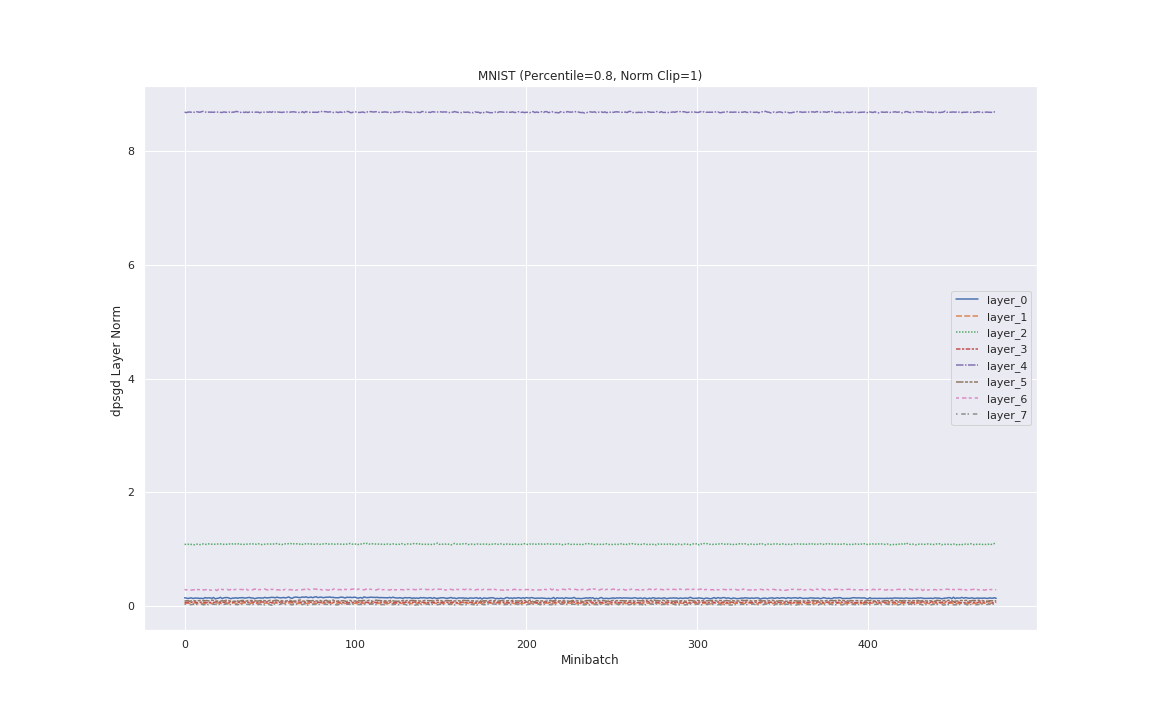 MNIST (Percentile=0.8, Norm Clip=1)
8
6
4
2
0
dpsgd Layer Norm
layer_0
layer_1
layer_2
layer_3
layer_4
layer_5
layer_6
layer_7
0 100 200 300 400
Minibatch